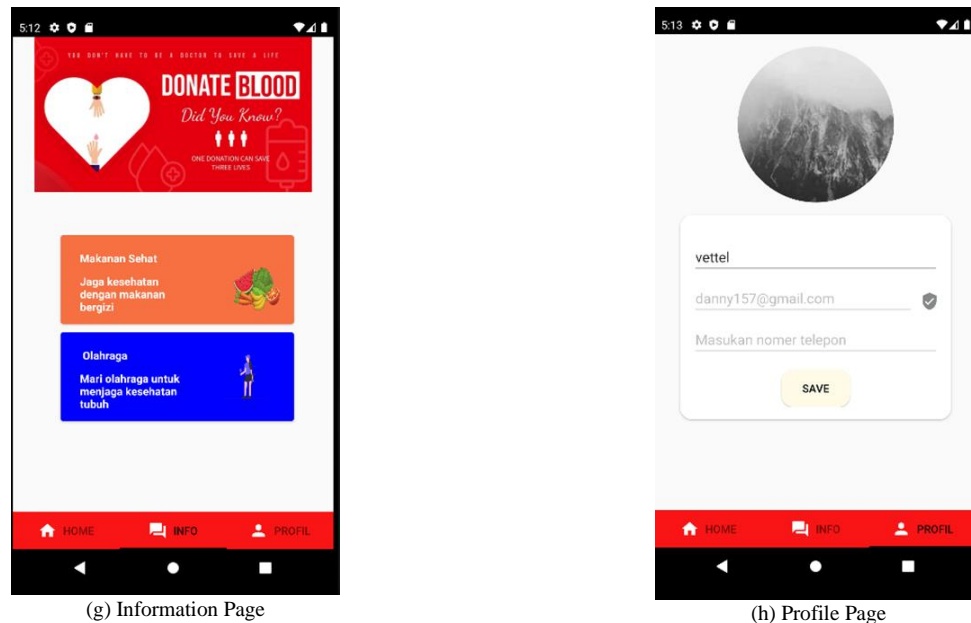 5:12
YOU DON'T HAVE TO BE A DOCTOR TO SAVE A LIFE
DONATE BLOOD
Did You Know?
ONE DONATION CAN SAVE
THREE LIVES
Makanan Sehat
Jaga kesehatan
dengan makanan
bergizi
Olahraga
Mari olahraga untuk
menjaga kesehatan
tubuh
HOME INFO PROFIL
(g) Information Page
5:13
vettel
danny157@gmail.com
Masukan nomer telepon
SAVE
HOME INFO PROFIL
(h) Profile Page